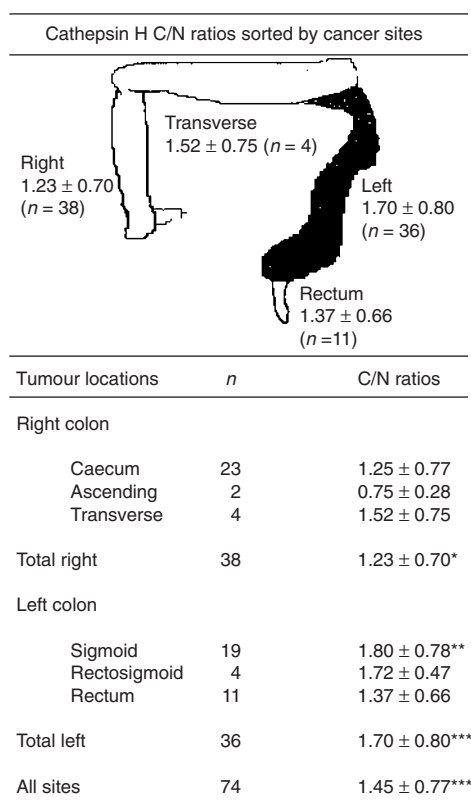 Cathepsin H C/N ratios sorted by cancer sites
Transverse
1.52 ± 0.75 (n = 4)
Right
1.23 ± 0.70
(n = 38)
Left
1.70 ± 0.80
(n = 36)
Rectum
1.37 ± 0.66
(n =11)
Tumour locations n C/N ratios
Right colon
Caecum 23 1.25 ± 0.77
Ascending 2 0.75 ± 0.28
Transverse 4 1.52 ± 0.75
Total right 38 1.23 ± 0.70*
Left colon
Sigmoid 19 1.80 ± 0.78**
Rectosigmoid 4 1.72 ± 0.47
Rectum 11 1.37 ± 0.66
Total left 36 1.70 ± 0.80***
All sites 74 1.45 ± 0.77***